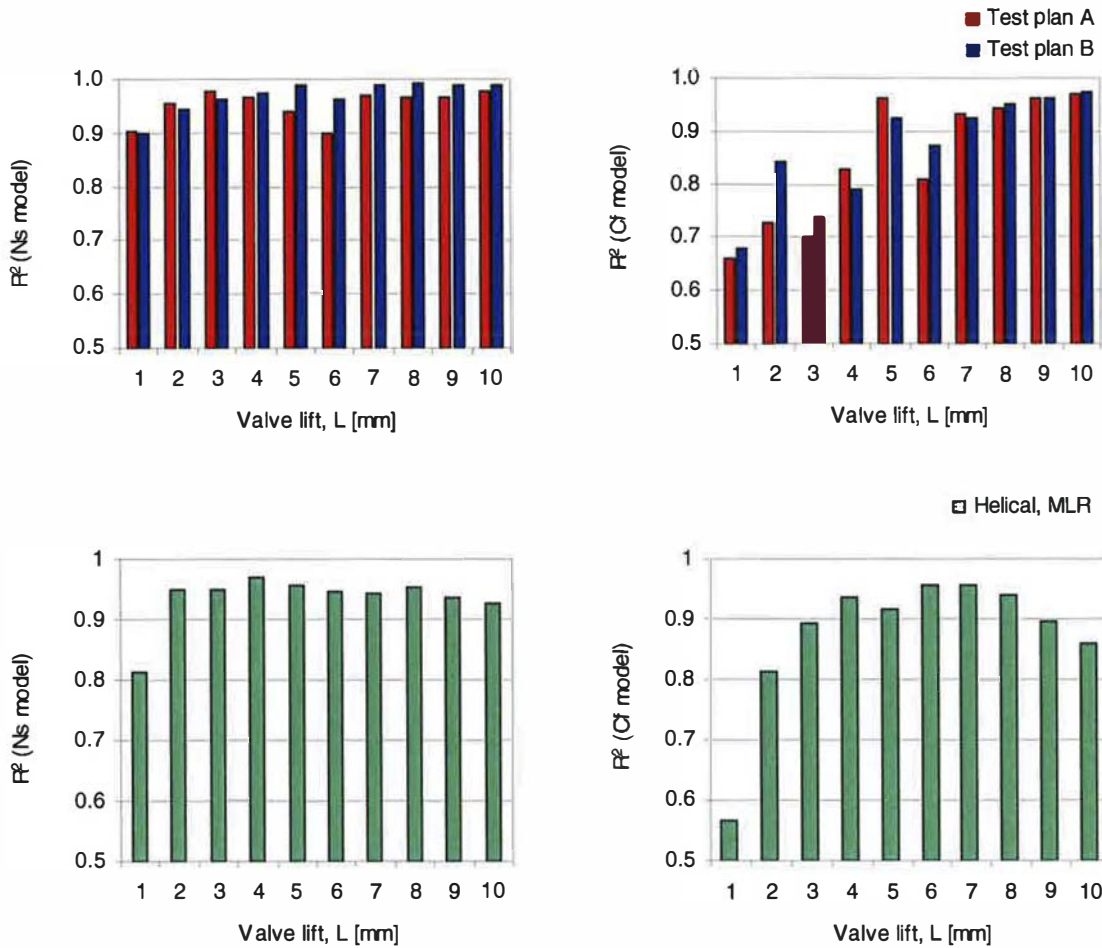 Test plan A
Test plan B
1.0
0.9
0.8
0.7
0.6
0.5
R² (Ns model)
1 2 3 4 5 6 7 8 9 10
Valve lift, L [mm]
1.0
0.9
0.8
0.7
0.6
0.5
R² (Cf model)
1 2 3 4 5 6 7 8 9 10
Valve lift, L [mm]
Helical, MLR
1
0.9
0.8
0.7
0.6
0.5
R² (Ns model)
1 2 3 4 5 6 7 8 9 10
Valve lift, L [mm]
1
0.9
0.8
0.7
0.6
0.5
R² (Cf model)
1 2 3 4 5 6 7 8 9 10
Valve lift, L [mm]